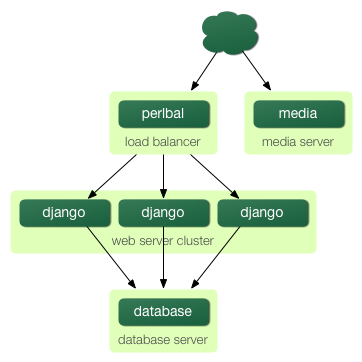 perlbal
media
load balancer
media server
django
django
django
web server cluster
database
database server